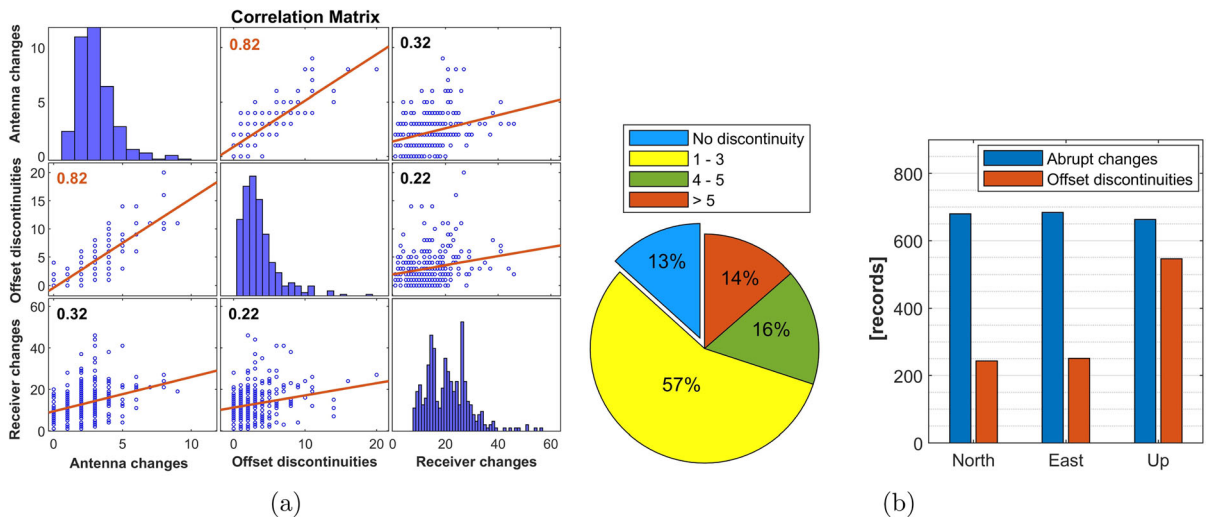 Correlation Matrix
Antenna changes
10
5
0
0.82
0.32
Offset discontinuities
20
15
10
5
0
0.82
0.22
Receiver changes
60
50
40
30
20
10
0
0.32
0.22
0 5 10
0 10 20
0 20 40 60
Antenna changes
Offset discontinuities
Receiver changes
(a)
No discontinuity
1 - 3
4 - 5
> 5
13%
14%
16%
57%
Abrupt changes
Offset discontinuities
[records]
800
600
400
200
0
North
East
Up
(b)